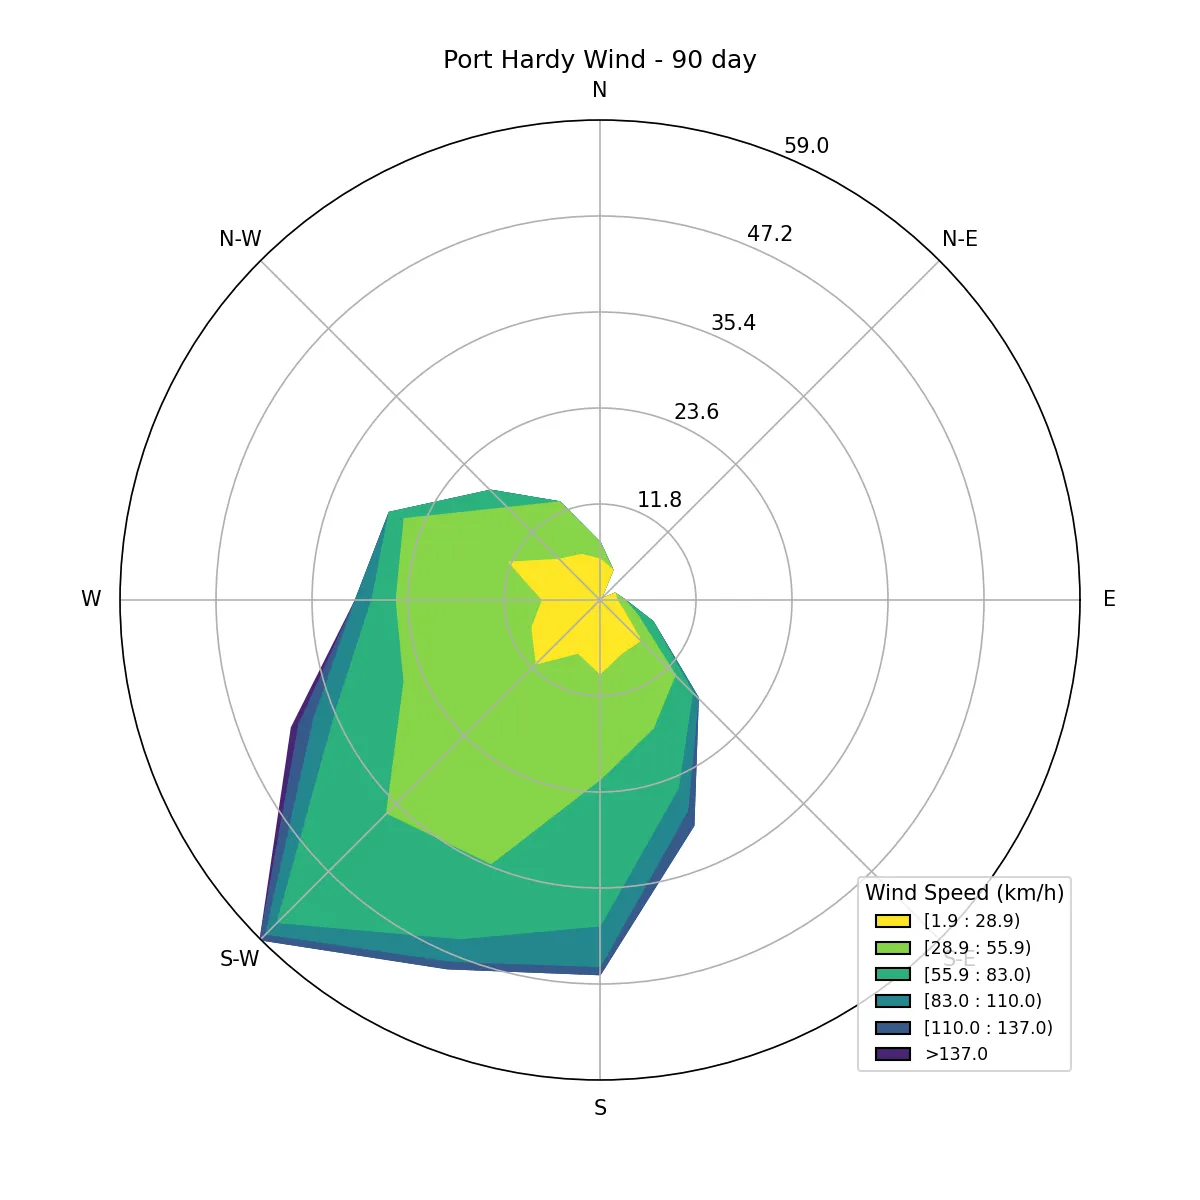 Port Hardy Wind - 90 day
N
59.0
N-W
N-E
47.2
35.4
23.6
11.8
W
E
Wind Speed (km/h)
[1.9 : 28.9)
[28.9 : 55.9)
S-W
S-E
[55.9 : 83.0)
[83.0 : 110.0)
[110.0 : 137.0)
>137.0
S